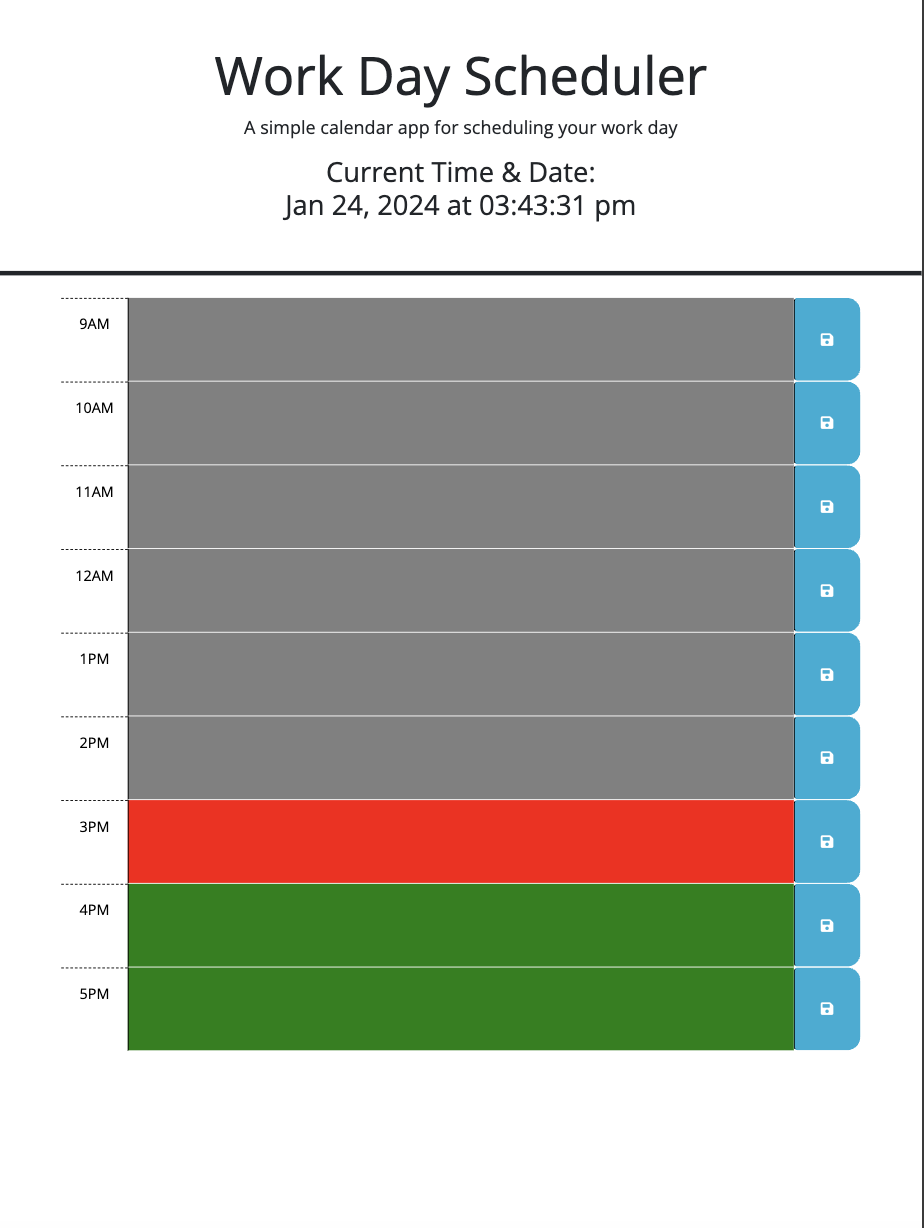 Work Day Scheduler
A simple calendar app for scheduling your work day
Current Time & Date:
Jan 24, 2024 at 03:43:31 pm
9AM
10AM
11AM
12AM
1PM
2PM
3PM
4PM
5PM